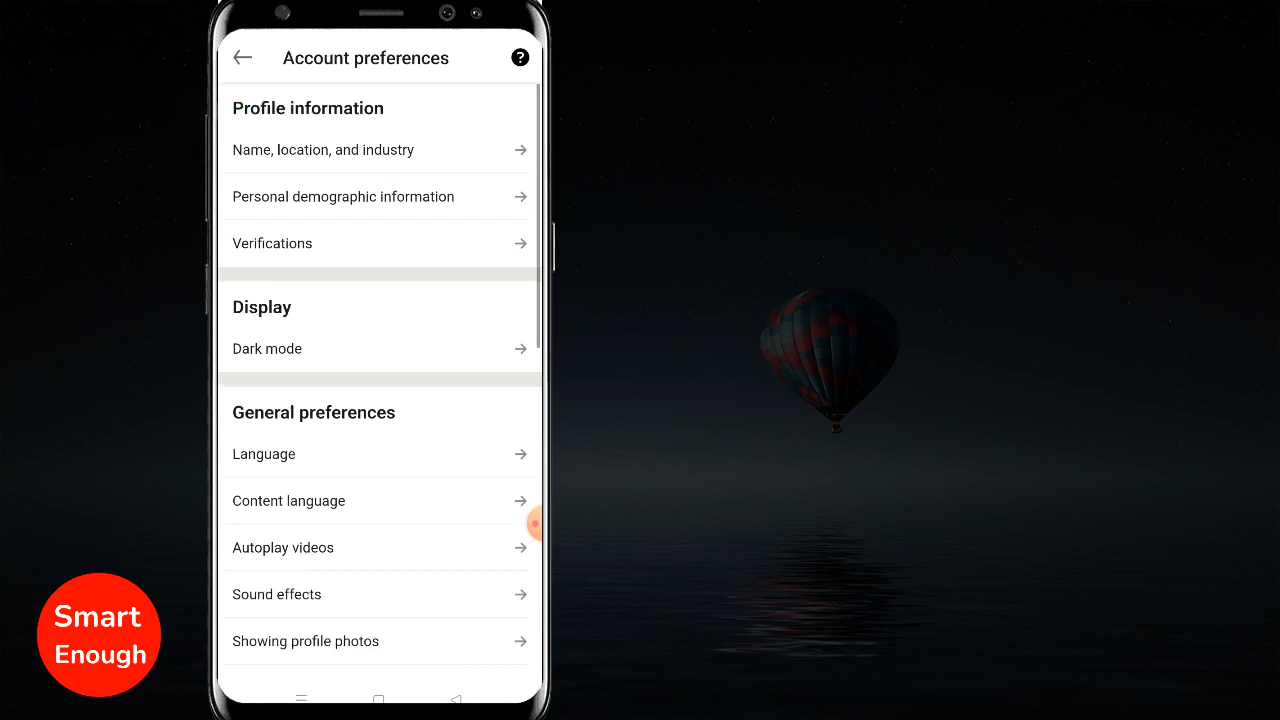 Account preferences
?
Profile information
Name, location, and industry
Personal demographic information
Verifications
Display
Dark mode
General preferences
Language
Content language
Autoplay videos
Sound effects
Showing profile photos
Smart
Enough